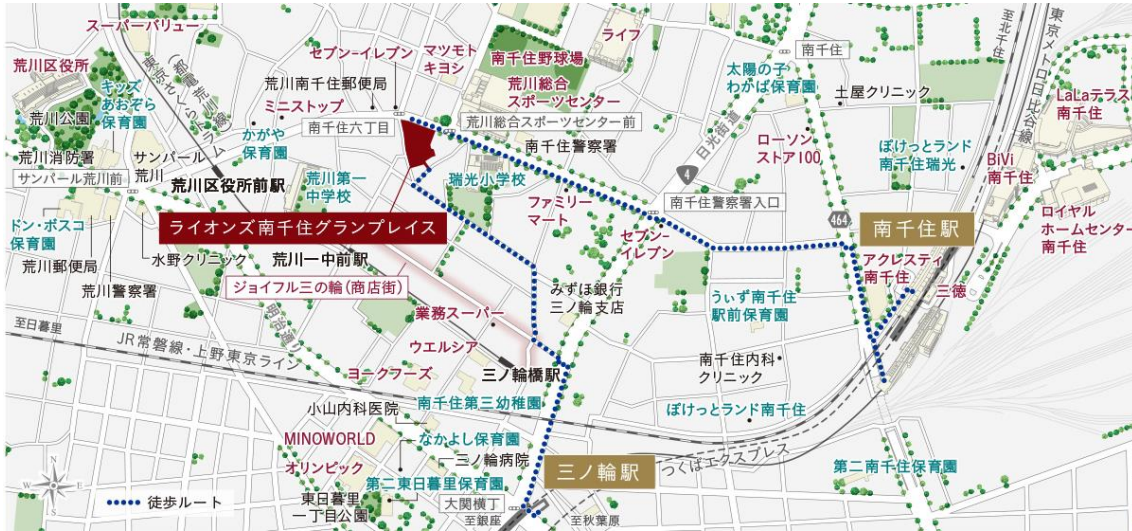 スーパーバリュー
荒川区役所
キッズ
あおぞら
保育園
荒川公園
荒川消防署
サンパール荒川前
サンパール
荒川
東京さくらトラム
(都電荒川線)
ミニストップ
かがや
保育園
荒川区役所前駅
セブン-イレブン
荒川南千住郵便局
マツモト
キヨシ
南千住六丁目
南千住野球場
荒川総合
スポーツセンター
荒川総合スポーツセンター前
ライフ
南千住警察署
瑞光小学校
荒川第一
中学校
ライオンズ南千住グランプレイス
ファミリー
マート
セブン-
イレブン
日光街道
4
南千住警察署入口
南千住
太陽の子
わかば保育園
土屋クリニック
ローソン
ストア100
ぽけっとランド
南千住瑞光
464
南千住駅
至北千住
東京メトロ日比谷線
LaLaテラス
南千住
BiVi
南千住
ロイヤル
ホームセンター
南千住
アクレスティ
南千住
三徳
ドン・ボスコ
保育園
荒川郵便局
水野クリニック
荒川警察署
荒川一中前駅
ジョイフル三の輪(商店街)
明治通り
至日暮里
JR常磐線・上野東京ライン
業務スーパー
ウエルシア
ヨークフーズ
三ノ輪橋駅
みずほ銀行
三ノ輪支店
うぃず南千住
駅前保育園
南千住内科
クリニック
ぽけっとランド南千住
南千住第三幼稚園
小山内科医院
MINOWORLD
なかよし保育園
オリンピック
三ノ輪病院
第二東日暮里保育園
東日暮里
一丁目公園
大関横丁
至銀座
三ノ輪駅
至秋葉原
つくばエクスプレス
第二南千住保育園
N
W
E
S
徒歩ルート